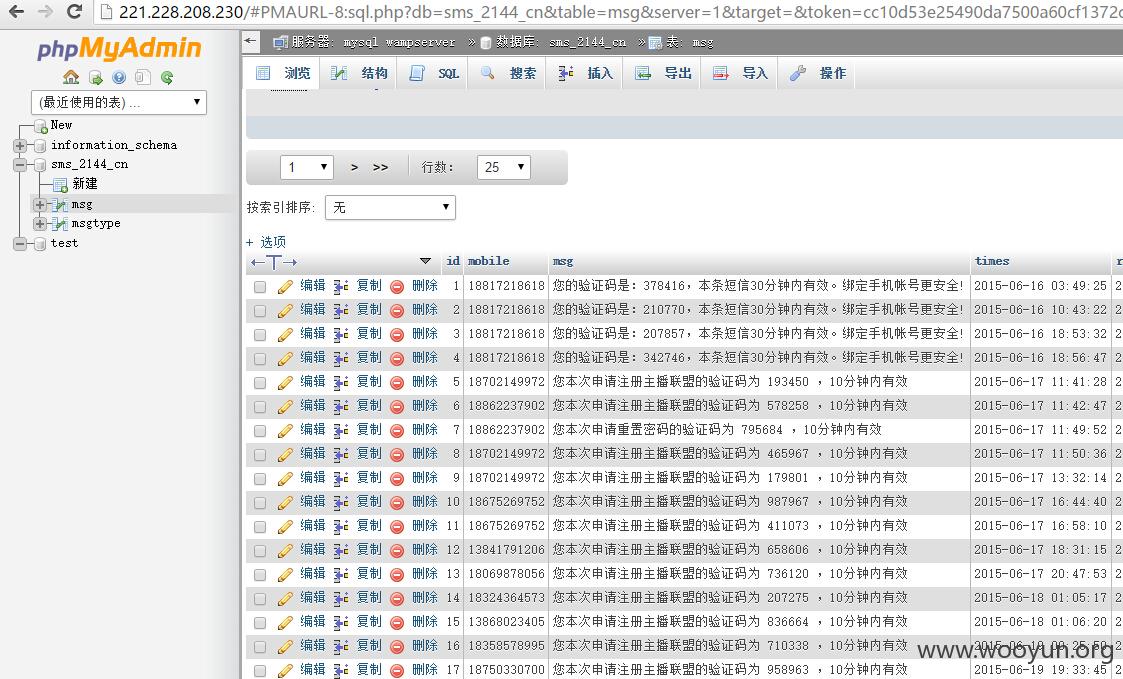 221.228.208.230/#PMAURL-8:sql.php?db=sms_2144_cn&table=msg&server=1&target=&token=cc10d53e25490da7500a60cf1372c
phpMyAdmin
(最近使用的表) ...
New
information_schema
sms_2144_cn
新建
msg
msgtype
test
服务器: mysql wampserver » 数据库: sms_2144_cn » 表: msg
浏览 结构 SQL 搜索 插入 导出 导入 操作
1 > >> 行数: 25
按索引排序: 无
+ 选项
←T→ id mobile msg times r
编辑 复制 删除 1 18817218618 您的验证码是：378416，本条短信30分钟内有效。绑定手机帐号更安全! 2015-06-16 03:49:25 2
编辑 复制 删除 2 18817218618 您的验证码是：210770，本条短信30分钟内有效。绑定手机帐号更安全! 2015-06-16 10:43:22 2
编辑 复制 删除 3 18817218618 您的验证码是：207857，本条短信30分钟内有效。绑定手机帐号更安全! 2015-06-16 18:53:32 2
编辑 复制 删除 4 18817218618 您的验证码是：342746，本条短信30分钟内有效。绑定手机帐号更安全! 2015-06-16 18:56:47 2
编辑 复制 删除 5 18702149972 您本次申请注册主播联盟的验证码为 193450 ，10分钟内有效 2015-06-17 11:41:28 2
编辑 复制 删除 6 18862237902 您本次申请注册主播联盟的验证码为 578258 ，10分钟内有效 2015-06-17 11:42:47 2
编辑 复制 删除 7 18862237902 您本次申请重置密码的验证码为 795684 ，10分钟内有效 2015-06-17 11:49:52 2
编辑 复制 删除 8 18702149972 您本次申请注册主播联盟的验证码为 465967 ，10分钟内有效 2015-06-17 11:50:36 2
编辑 复制 删除 9 18702149972 您本次申请注册主播联盟的验证码为 179801 ，10分钟内有效 2015-06-17 13:32:14 2
编辑 复制 删除 10 18675269752 您本次申请注册主播联盟的验证码为 987967 ，10分钟内有效 2015-06-17 16:44:40 2
编辑 复制 删除 11 18675269752 您本次申请注册主播联盟的验证码为 411073 ，10分钟内有效 2015-06-17 16:58:10 2
编辑 复制 删除 12 13841791206 您本次申请注册主播联盟的验证码为 658606 ，10分钟内有效 2015-06-17 18:31:15 2
编辑 复制 删除 13 18069878056 您本次申请注册主播联盟的验证码为 736120 ，10分钟内有效 2015-06-17 20:47:53 2
编辑 复制 删除 14 18324364573 您本次申请注册主播联盟的验证码为 207275 ，10分钟内有效 2015-06-18 01:05:17 2
编辑 复制 删除 15 13868023405 您本次申请注册主播联盟的验证码为 836664 ，10分钟内有效 2015-06-18 01:06:20 2
编辑 复制 删除 16 18358578995 您本次申请注册主播联盟的验证码为 710338 ，10分钟内有效 2015-06-19 09:25:50 2
www.wooyun.org
编辑 复制 删除 17 18750330700 您本次申请注册主播联盟的验证码为 958963 ，10分钟内有效 2015-06-19 19:33:45 2